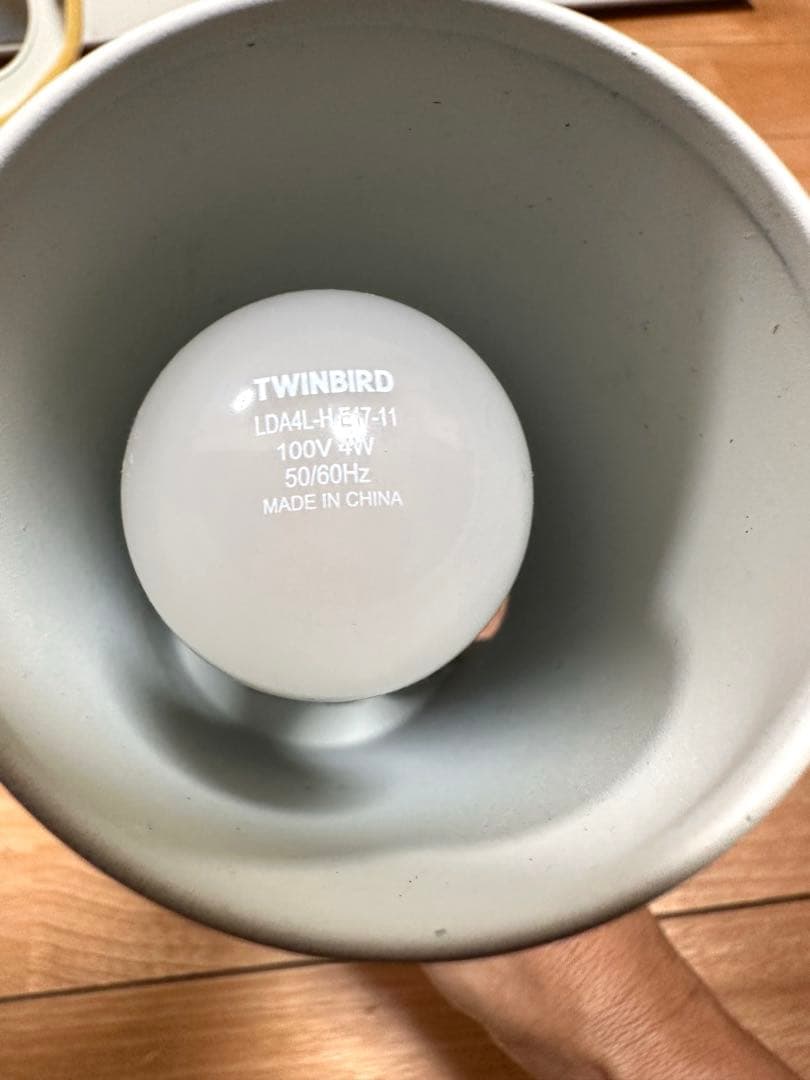 TWINBIRD
LDA4L-H E17-11
100V 4W
50/60Hz
MADE IN CHINA